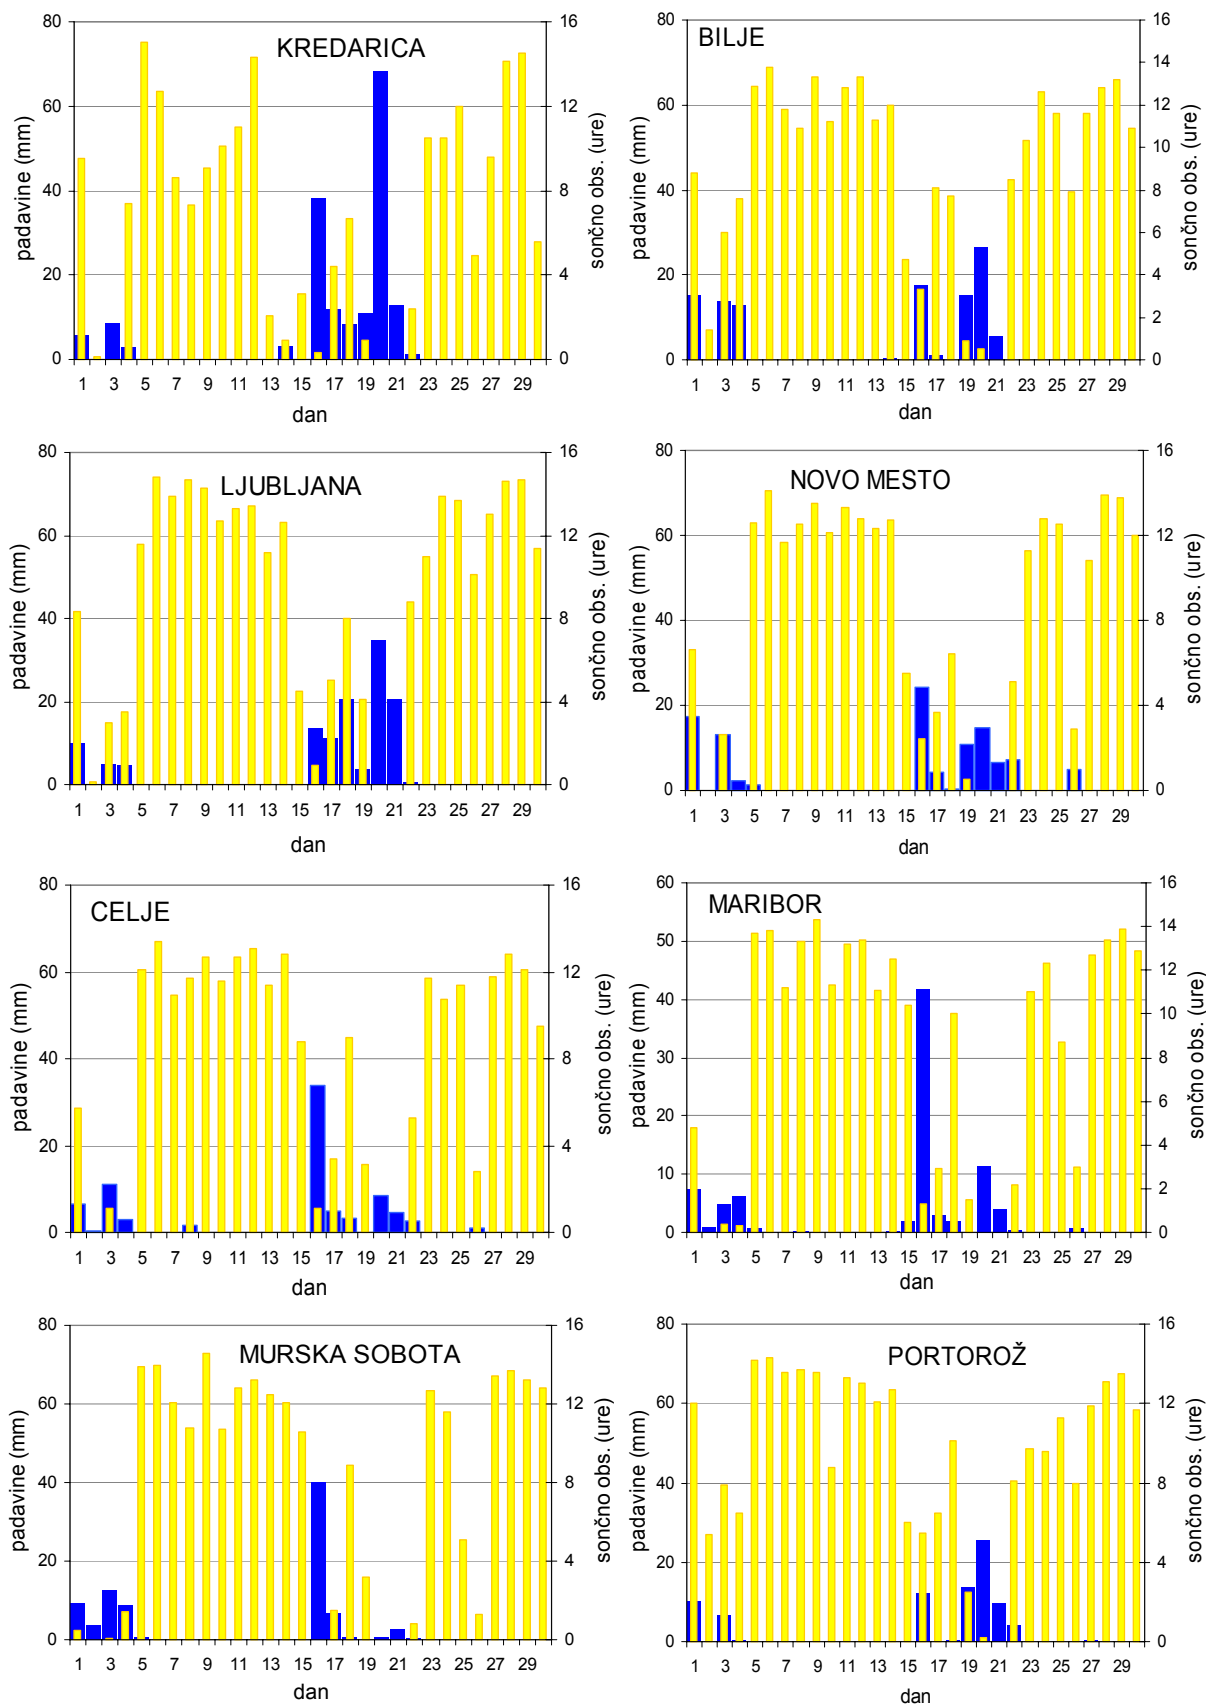 KREDARICA
padavine (mm)
80
60
40
20
0
16
12
8
4
0
sončno obs. (ure)
1 3 5 7 9 11 13 15 17 19 21 23 25 27 29
dan
BILJE
padavine (mm)
80
60
40
20
0
16
14
12
10
8
6
4
2
0
sončno obs. (ure)
1 3 5 7 9 11 13 15 17 19 21 23 25 27 29
dan
LJUBLJANA
padavine (mm)
80
60
40
20
0
16
12
8
4
0
sončno obs. (ure)
1 3 5 7 9 11 13 15 17 19 21 23 25 27 29
dan
NOVO MESTO
padavine (mm)
80
60
40
20
0
16
12
8
4
0
sončno obs. (ure)
1 3 5 7 9 11 13 15 17 19 21 23 25 27 29
dan
CELJE
padavine (mm)
80
60
40
20
0
16
12
8
4
0
sončno obs. (ure)
1 3 5 7 9 11 13 15 17 19 21 23 25 27 29
dan
MARIBOR
padavine (mm)
60
50
40
30
20
10
0
16
14
12
10
8
6
4
2
0
sončno obs. (ure)
1 3 5 7 9 11 13 15 17 19 21 23 25 27 29
dan
MURSKA SOBOTA
padavine (mm)
80
60
40
20
0
16
12
8
4
0
sončno obs. (ure)
1 3 5 7 9 11 13 15 17 19 21 23 25 27 29
dan
PORTOROŽ
padavine (mm)
80
60
40
20
0
16
12
8
4
0
sončno obs. (ure)
1 3 5 7 9 11 13 15 17 19 21 23 25 27 29
dan